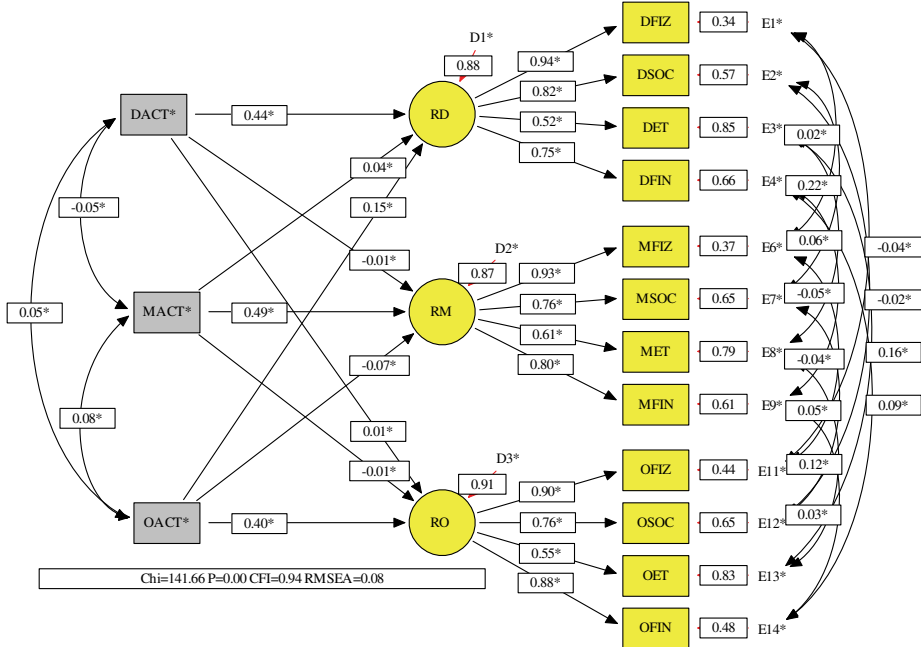 DFIZ 0.34 E1*
D1*
0.88 0.94*
DSOC 0.57 E2*
0.82*
DACT* 0.44* RD
0.52* DET 0.85 E3* 0.02*
0.75*
0.04* DFIN 0.66 E4* 0.22*
-0.05* 0.15*
0.06* -0.04*
D2* MFIZ 0.37 E6*
-0.01* 0.87 0.93*
MSOC 0.65 E7* -0.05* -0.02*
0.76*
0.05* MACT* 0.49* RM
0.61* MET 0.79 E8* -0.04* 0.16*
-0.07* 0.80*
MFIN 0.61 E9* 0.05* 0.09*
0.08* 0.01*
D3* OFIZ 0.44 E11* 0.12*
-0.01* 0.91 0.90*
OACT* 0.40* RO 0.76* OSOC 0.65 E12* 0.03*
0.55* OET 0.83 E13*
Chi=141.66 P=0.00 CFI=0.94 RMSEA=0.08 0.88*
OFIN 0.48 E14*